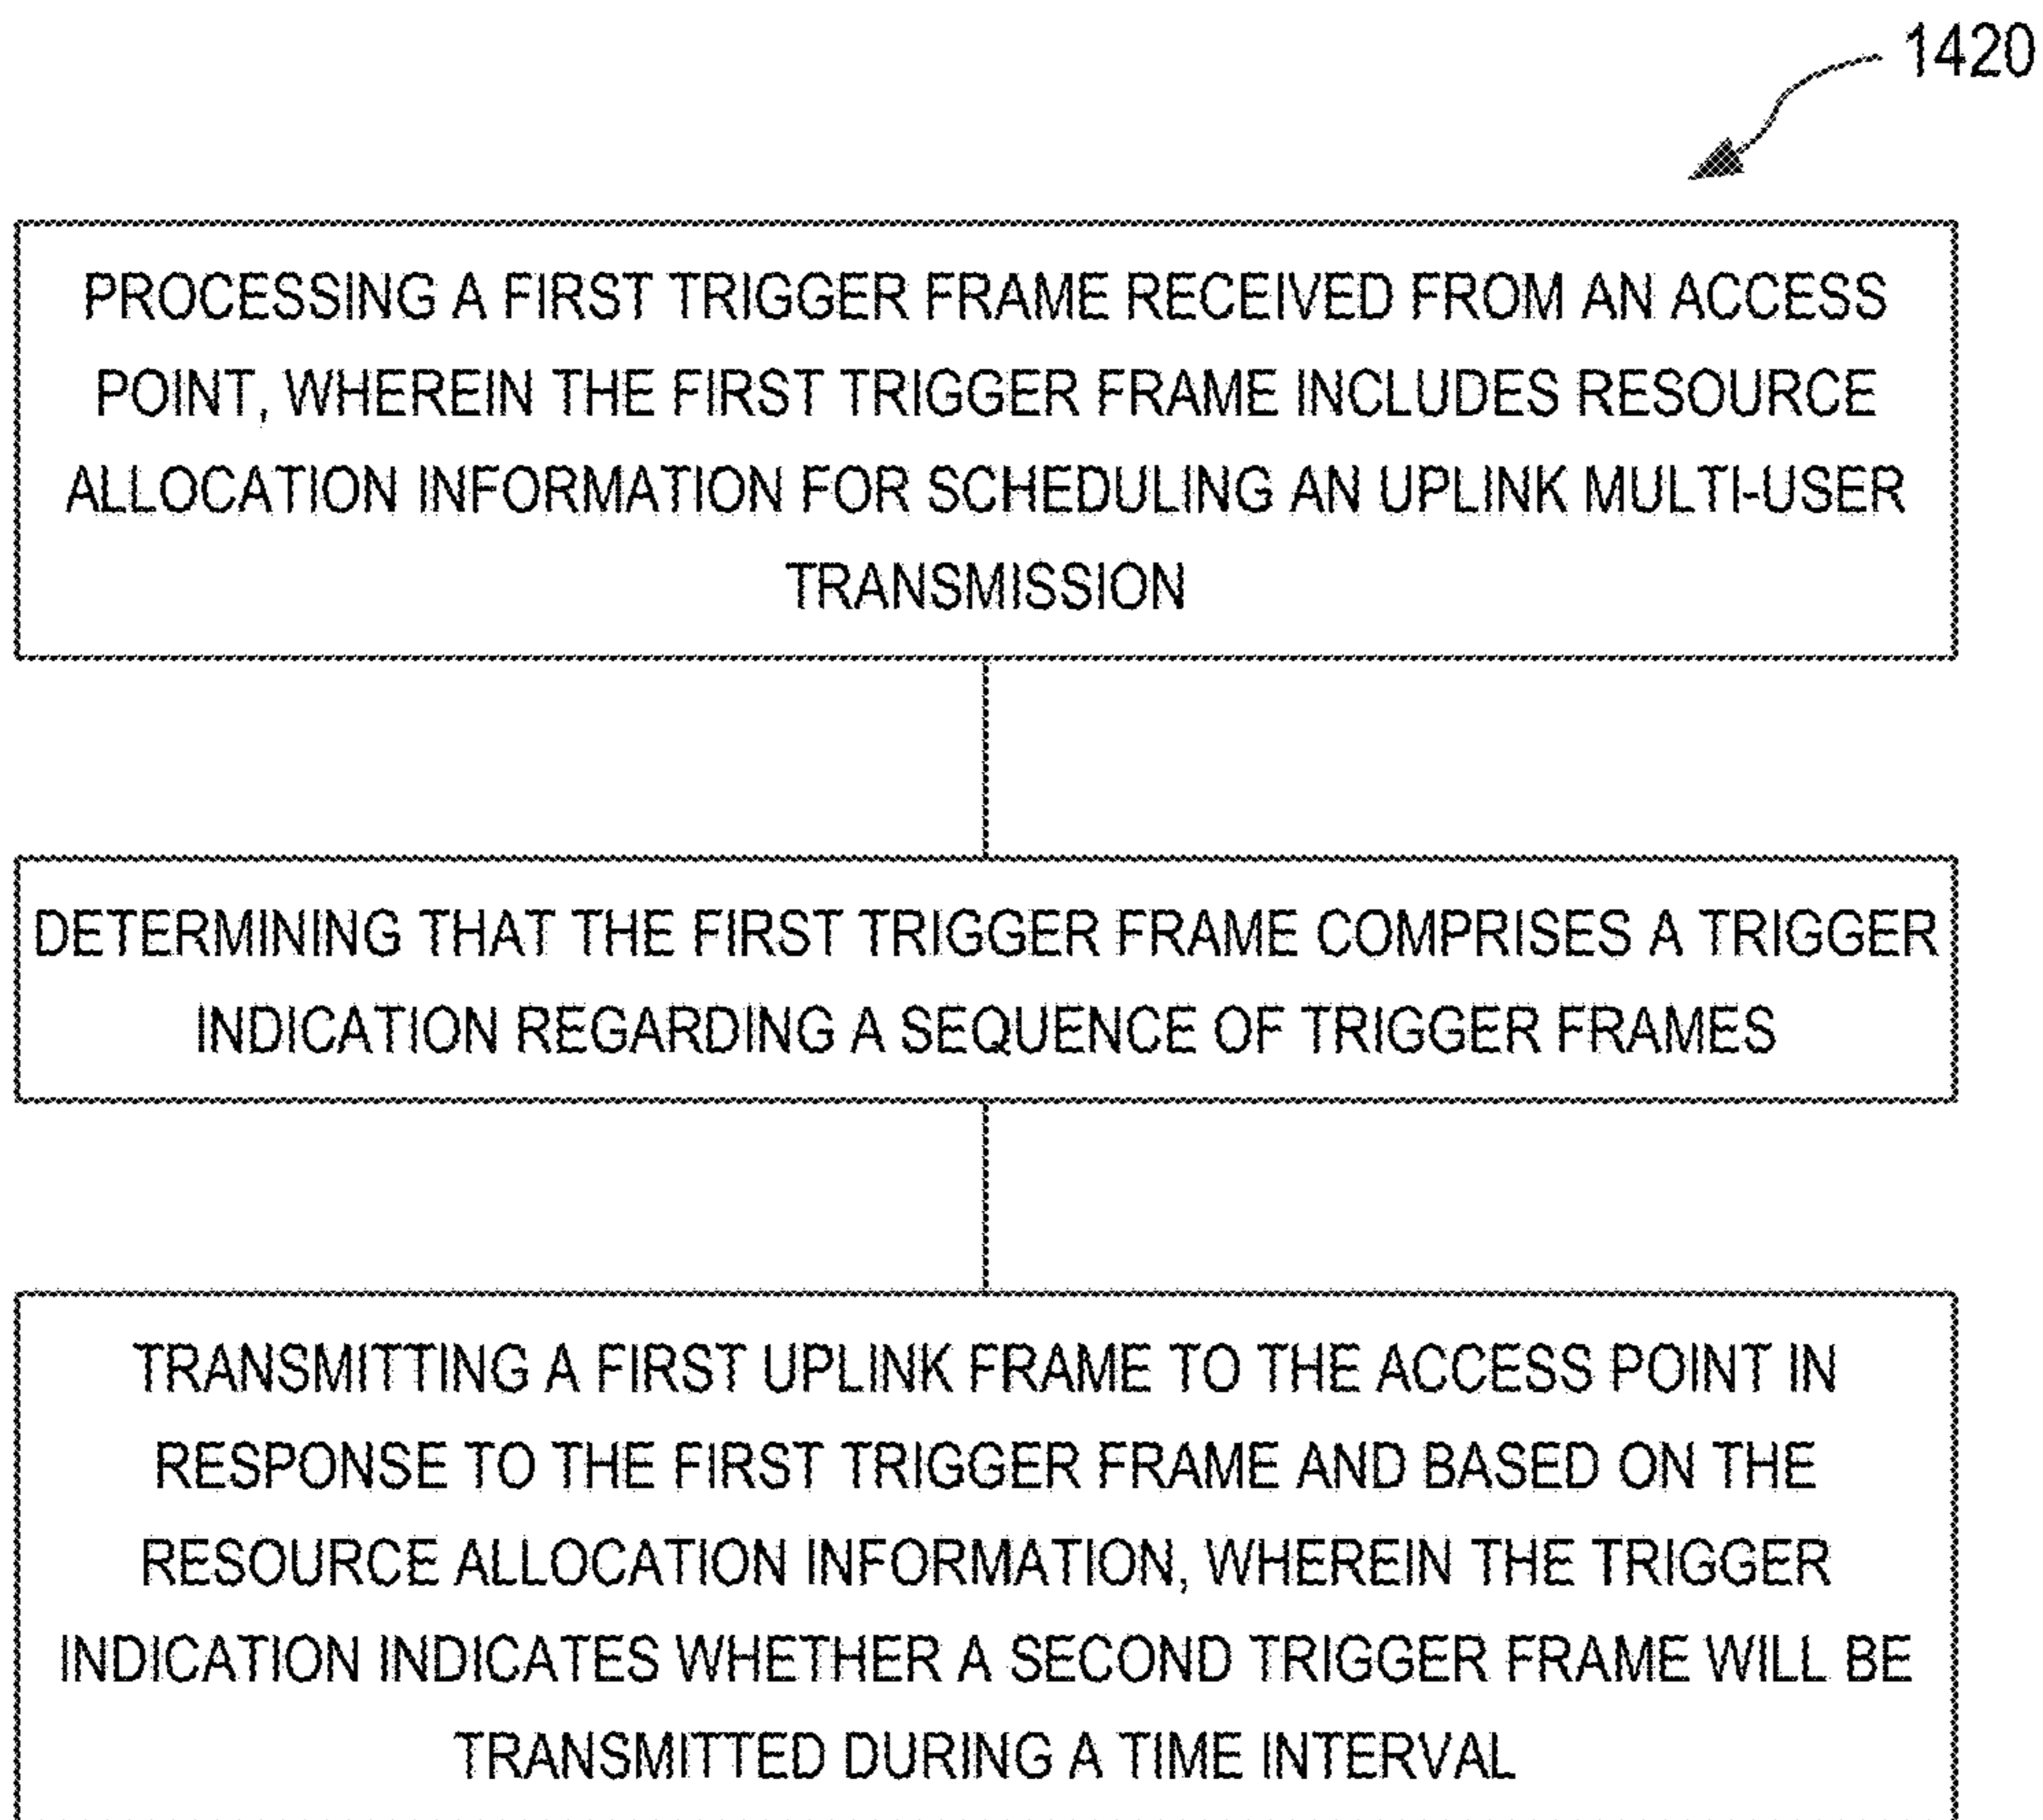 1420
PROCESSING A FIRST TRIGGER FRAME RECEIVED FROM AN ACCESS
POINT, WHEREIN THE FIRST TRIGGER FRAME INCLUDES RESOURCE
ALLOCATION INFORMATION FOR SCHEDULING AN UPLINK MULTI-USER
TRANSMISSION
DETERMINING THAT THE FIRST TRIGGER FRAME COMPRISES A TRIGGER
INDICATION REGARDING A SEQUENCE OF TRIGGER FRAMES
TRANSMITTING A FIRST UPLINK FRAME TO THE ACCESS POINT IN
RESPONSE TO THE FIRST TRIGGER FRAME AND BASED ON THE
RESOURCE ALLOCATION INFORMATION, WHEREIN THE TRIGGER
INDICATION INDICATES WHETHER A SECOND TRIGGER FRAME WILL BE
TRANSMITTED DURING A TIME INTERVAL